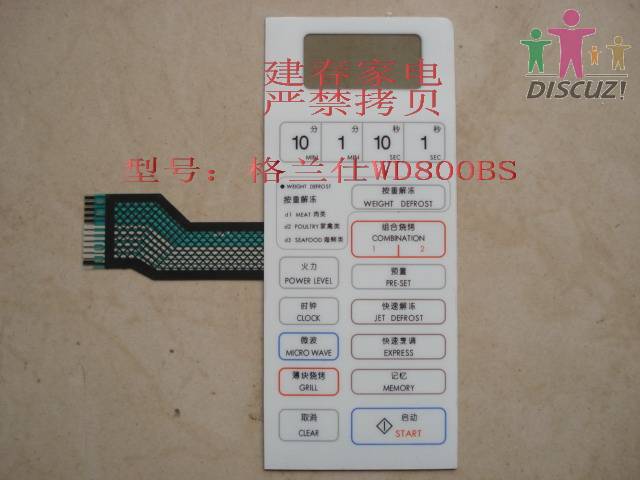 DISCUZ!
建春家电
严禁拷贝
10 分 MIN 1 分 MIN 10 秒 SEC 1 秒 SEC
型号：格兰仕WD800BS
● WEIGHT DEFROST
按重解冻
d1 MEAT 肉类
d2 POULTRY 家禽类
d3 SEAFOOD 海鲜类
按重解冻
WEIGHT DEFROST
组合烧烤
COMBINATION
1 2
火力
POWER LEVEL
预置
PRE-SET
时钟
CLOCK
快速解冻
JET DEFROST
微波
MICRO WAVE
快速烹调
EXPRESS
薄块烧烤
GRILL
记忆
MEMORY
取消
CLEAR
启动
START